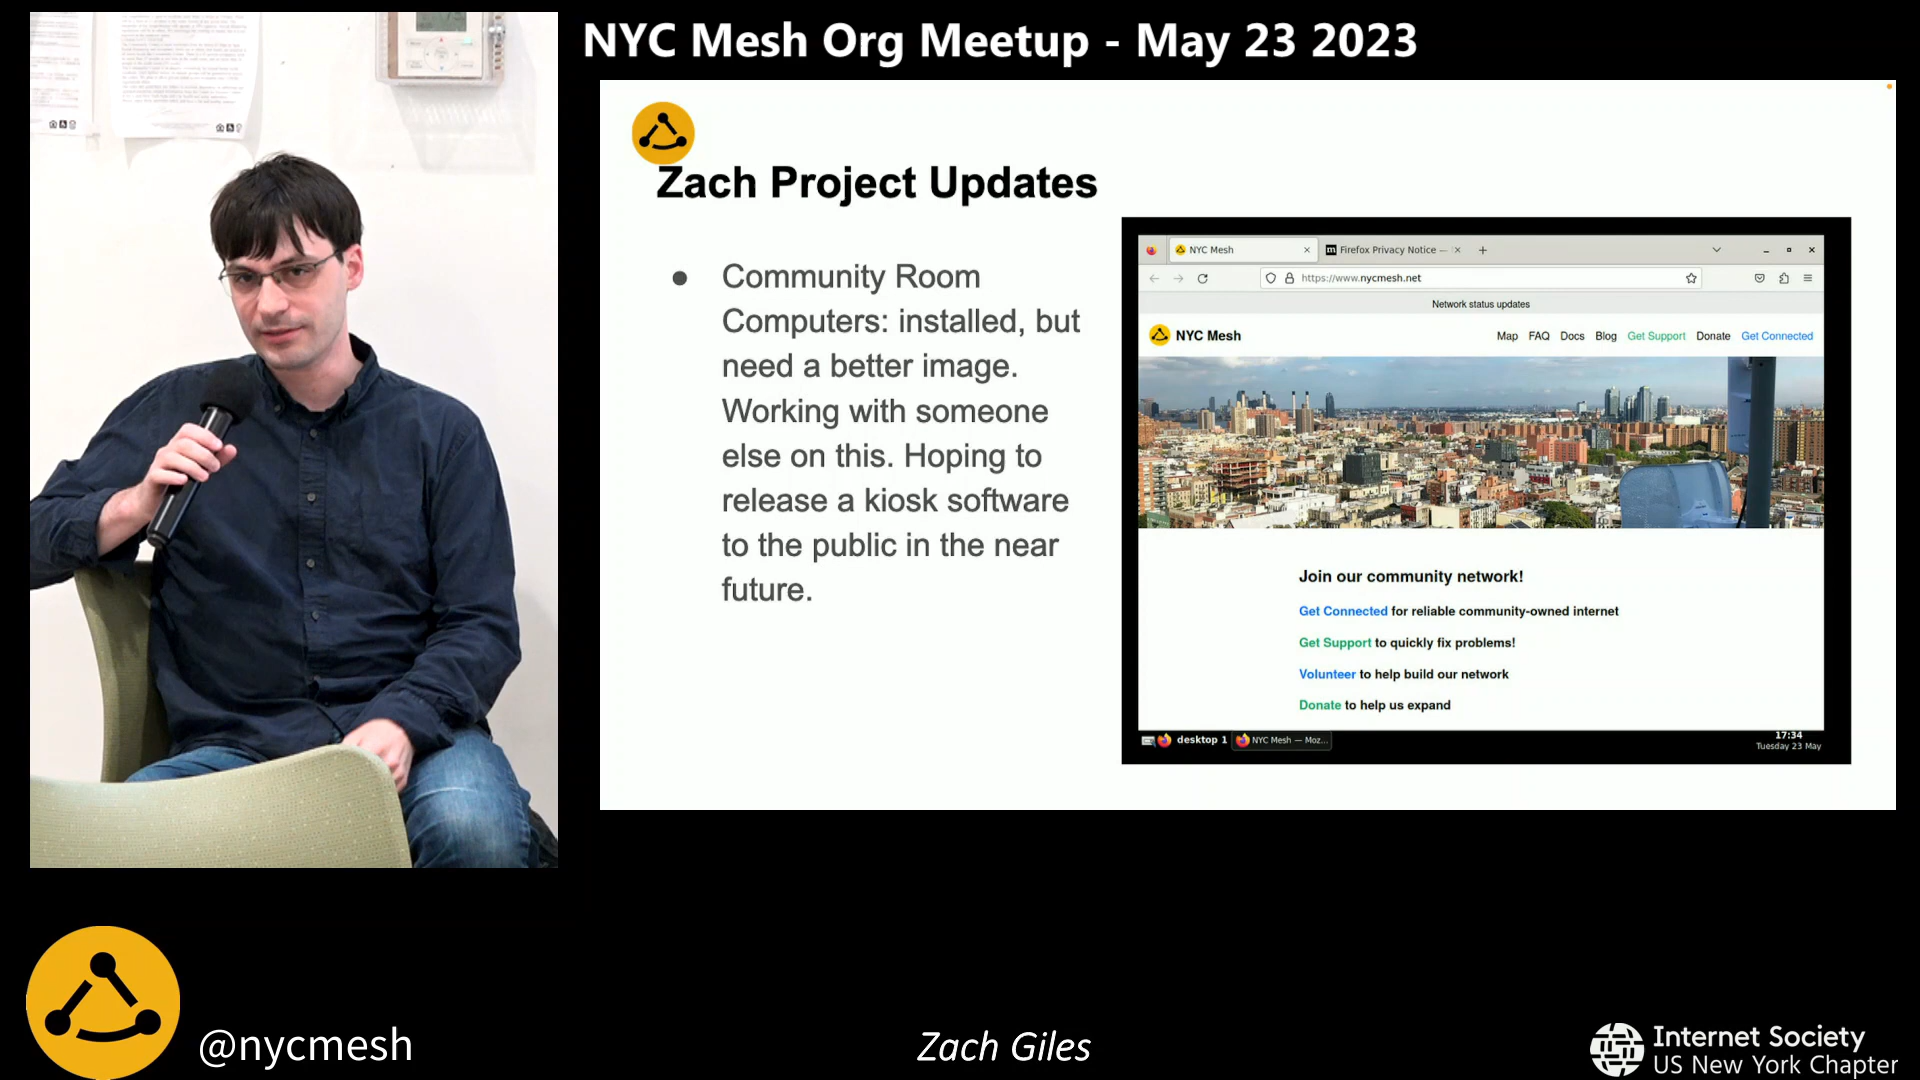 NYC Mesh Org Meetup - May 23 2023
Zach Project Updates
● Community Room
Computers: installed, but
need a better image.
Working with someone
else on this. Hoping to
release a kiosk software
to the public in the near
future.
NYC Mesh
Firefox Privacy Notice —
https://www.nycmesh.net
Network status updates
NYC Mesh
Map FAQ Docs Blog Get Support Donate Get Connected
Join our community network!
Get Connected for reliable community-owned internet
Get Support to quickly fix problems!
Volunteer to help build our network
Donate to help us expand
desktop 1 NYC Mesh — Moz...
17:34
Tuesday 23 May
@nycmesh
Zach Giles
Internet Society
US New York Chapter